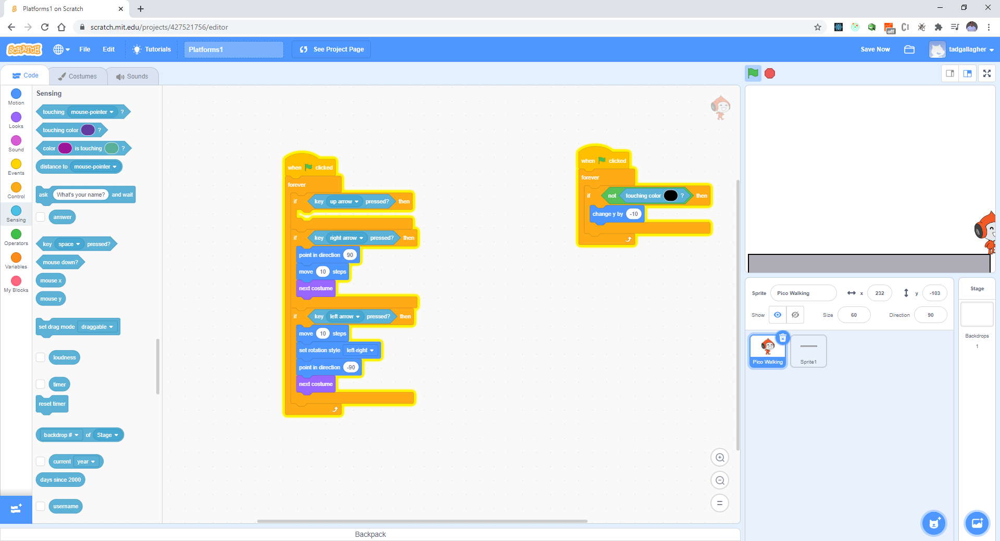 Platforms1 on Scratch
scratch.mit.edu/projects/427521756/editor
off
SCRATCH
File
Edit
Tutorials
Platforms1
See Project Page
Save Now
tadgallagher
Code
Costumes
Sounds
Motion
Looks
Sound
Events
Control
Sensing
Operators
Variables
My Blocks
Sensing
touching mouse-pointer ?
touching color ?
color is touching ?
distance to mouse-pointer
ask What's your name? and wait
answer
key space pressed?
mouse down?
mouse x
mouse y
set drag mode draggable
loudness
timer
reset timer
backdrop # of Stage
current year
days since 2000
username
when clicked
forever
if key up arrow pressed? then
if key right arrow pressed? then
point in direction 90
move 10 steps
next costume
if key left arrow pressed? then
move 10 steps
set rotation style left-right
point in direction -90
next costume
when clicked
forever
if not touching color ? then
change y by -10
Sprite Pico Walking x 232 y -103
Show Size 60 Direction 90
Pico Walking
Sprite1
Stage
Backdrops
1
Backpack